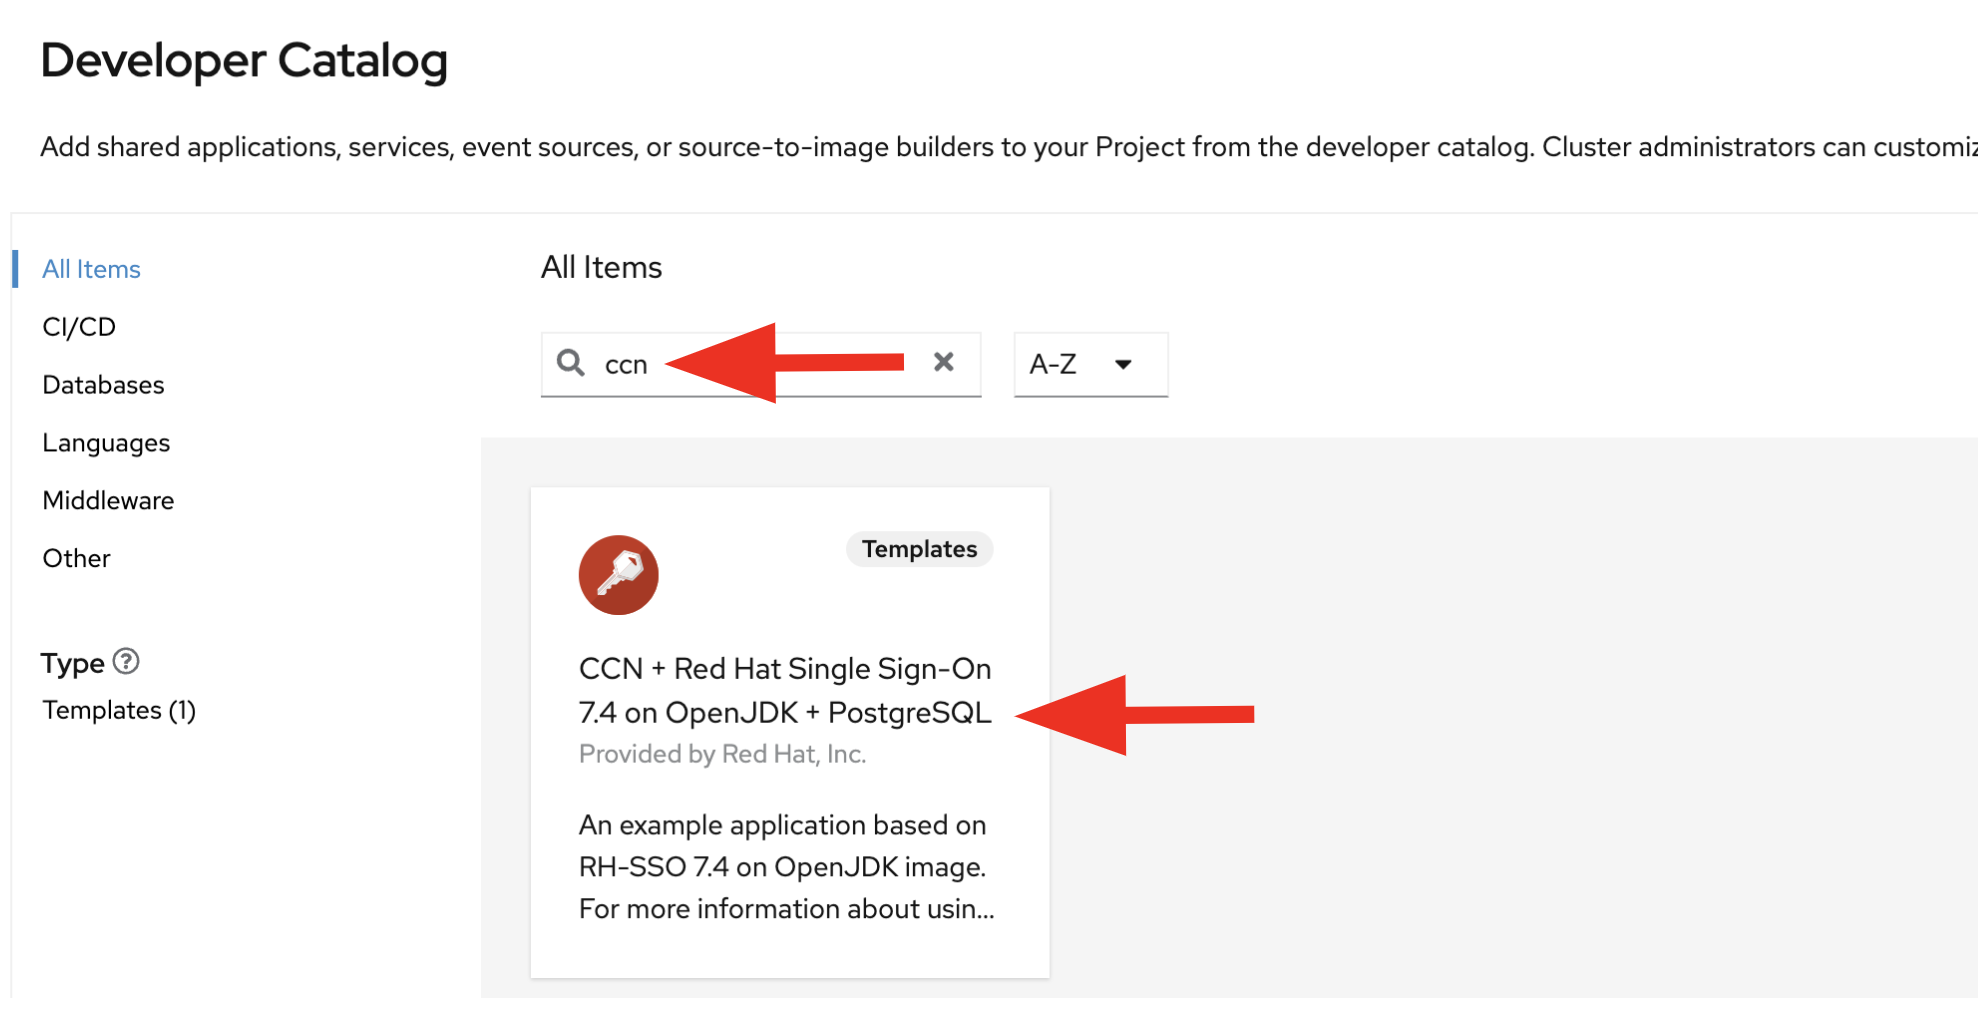 Developer Catalog
Add shared applications, services, event sources, or source-to-image builders to your Project from the developer catalog. Cluster administrators can
All Items
CI/CD
Databases
Languages
Middleware
Other
Type
Templates (1)
All Items
ccn
A-Z
Templates
CCN + Red Hat Single Sign-On
7.4 on OpenJDK + PostgreSQL
Provided by Red Hat, Inc.
An example application based on
RH-SSO 7.4 on OpenJDK image.
For more information about usin...